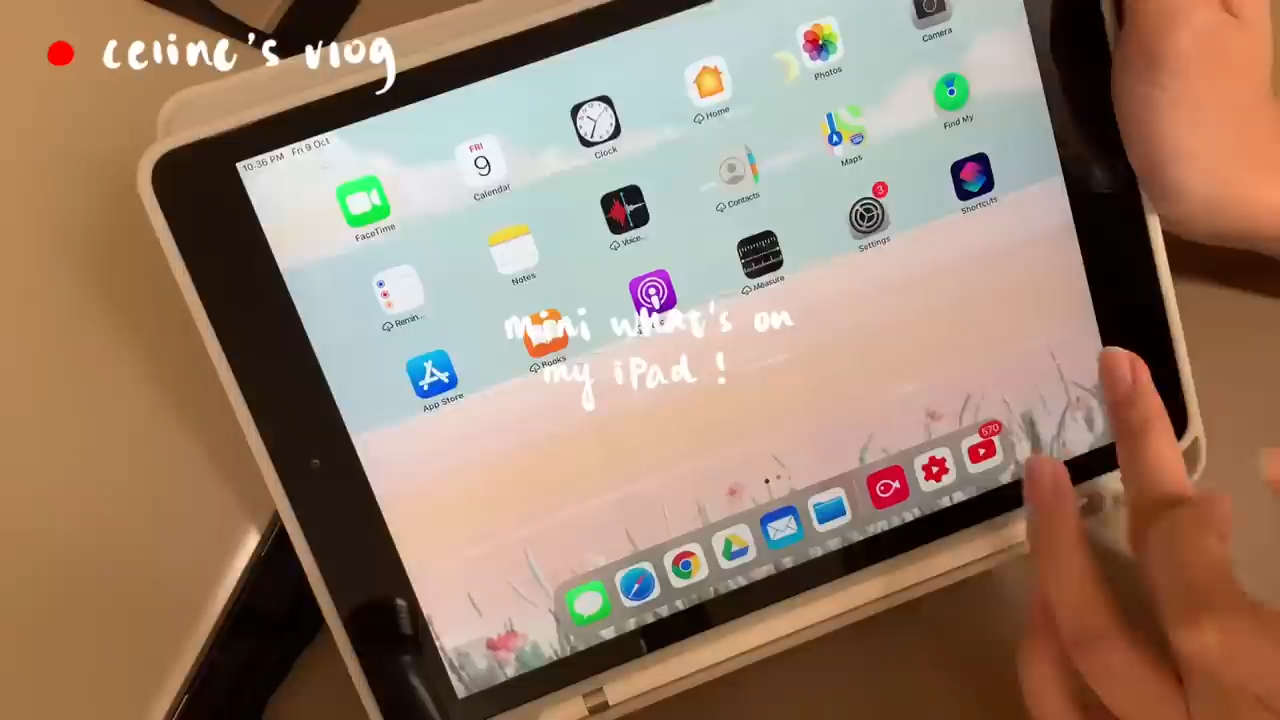 celine's vlog
10:36 PM Fri 9 Oct
FaceTime
FRI
9
Calendar
Clock
Home
Photos
Camera
Remin...
Notes
Voice...
Contacts
Maps
Find My
App Store
Books
Measure
3
Settings
Shortcuts
mini what's on
my iPad !
570